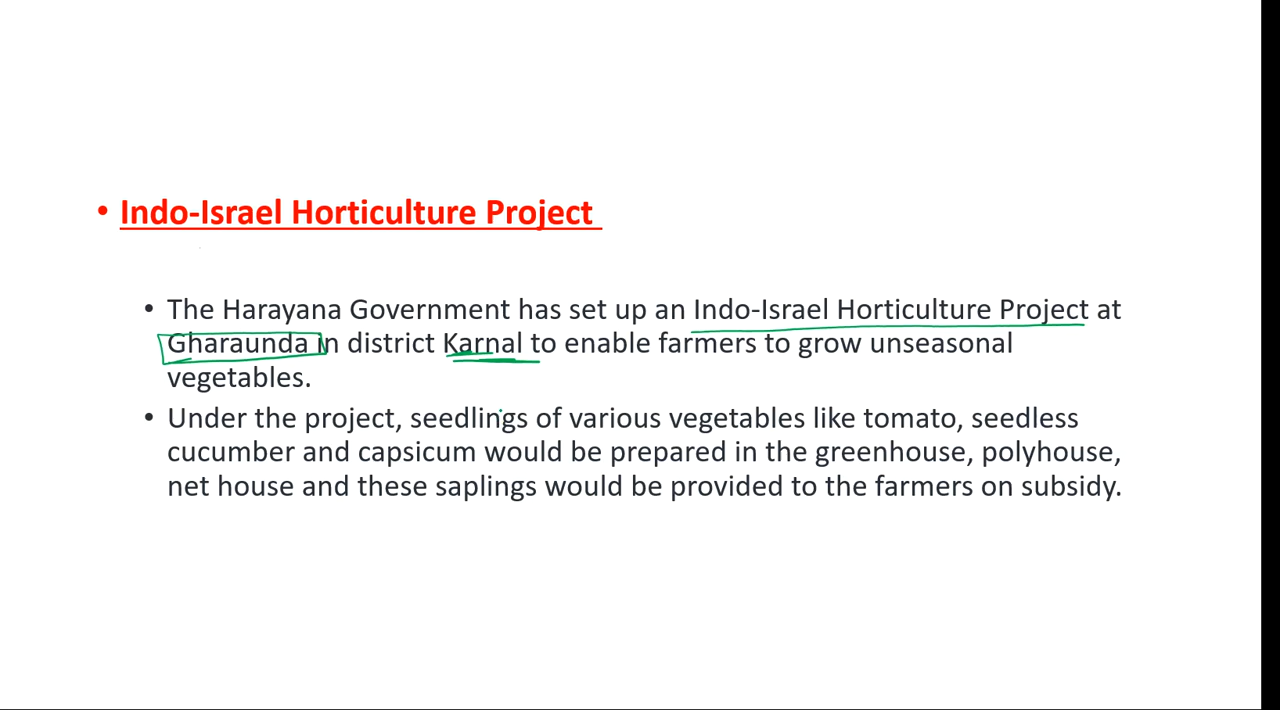 • Indo-Israel Horticulture Project
• The Harayana Government has set up an Indo-Israel Horticulture Project at
Gharaunda in district Karnal to enable farmers to grow unseasonal
vegetables.
• Under the project, seedlings of various vegetables like tomato, seedless
cucumber and capsicum would be prepared in the greenhouse, polyhouse,
net house and these saplings would be provided to the farmers on subsidy.